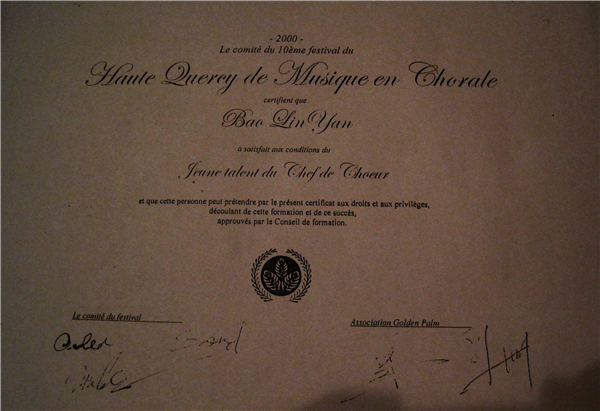 - 2000 -
Le comité du 10ème festival du
Haute Quercy de Musique en Chorale
certifient que
Bao Lin Yan
a satisfait aux conditions du
Jeune talent du Chef de Choeur
et que cette personne peut prétendre par le présent certificat aux droits et aux privilèges,
découlant de cette formation et de ce succès,
approuvés par le Conseil de formation.
Le comité du festival
Association Golden Palm